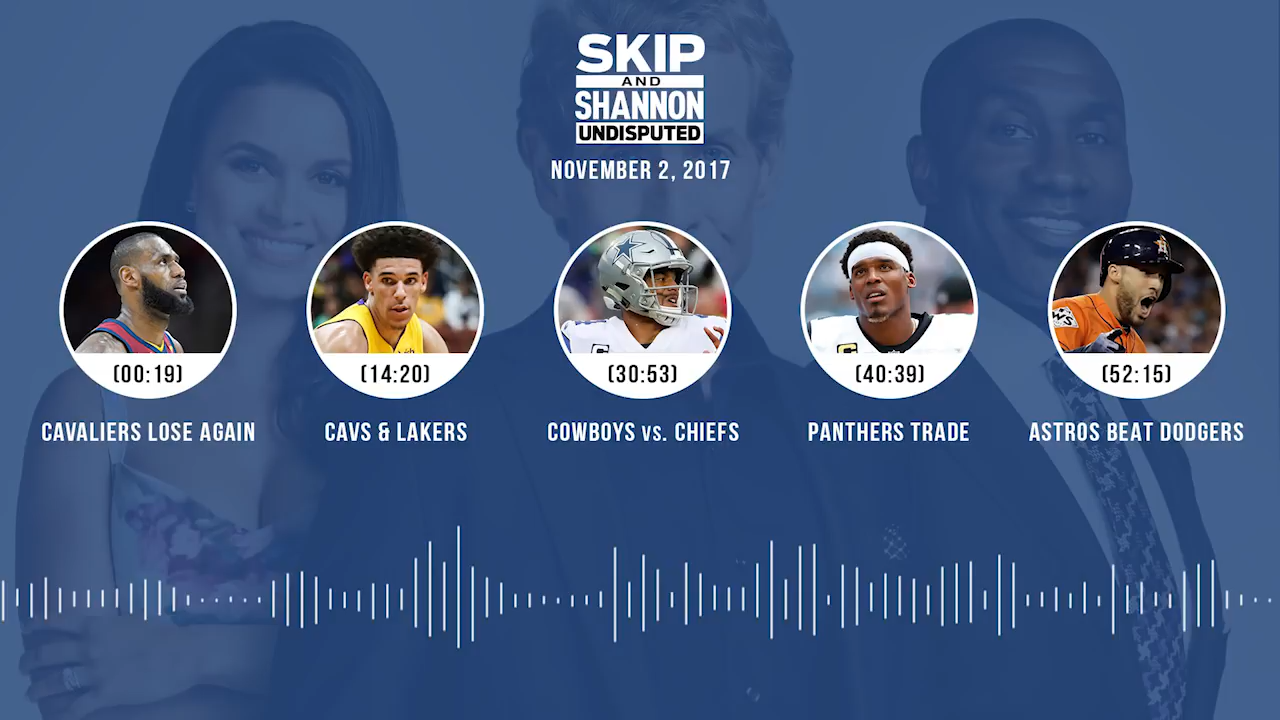 SKIP
AND
SHANNON
UNDISPUTED
NOVEMBER 2, 2017
(00:19)
CAVALIERS LOSE AGAIN
(14:20)
CAVS & LAKERS
(30:53)
COWBOYS vs. CHIEFS
(40:39)
PANTHERS TRADE
(52:15)
ASTROS BEAT DODGERS